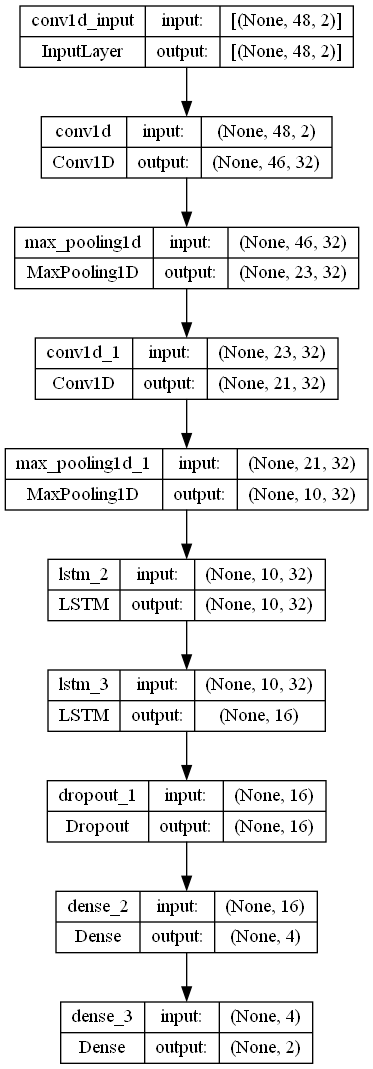 conv1d_input input: [(None, 48, 2)]
InputLayer output: [(None, 48, 2)]
conv1d input: (None, 48, 2)
Conv1D output: (None, 46, 32)
max_pooling1d input: (None, 46, 32)
MaxPooling1D output: (None, 23, 32)
conv1d_1 input: (None, 23, 32)
Conv1D output: (None, 21, 32)
max_pooling1d_1 input: (None, 21, 32)
MaxPooling1D output: (None, 10, 32)
lstm_2 input: (None, 10, 32)
LSTM output: (None, 10, 32)
lstm_3 input: (None, 10, 32)
LSTM output: (None, 16)
dropout_1 input: (None, 16)
Dropout output: (None, 16)
dense_2 input: (None, 16)
Dense output: (None, 4)
dense_3 input: (None, 4)
Dense output: (None, 2)